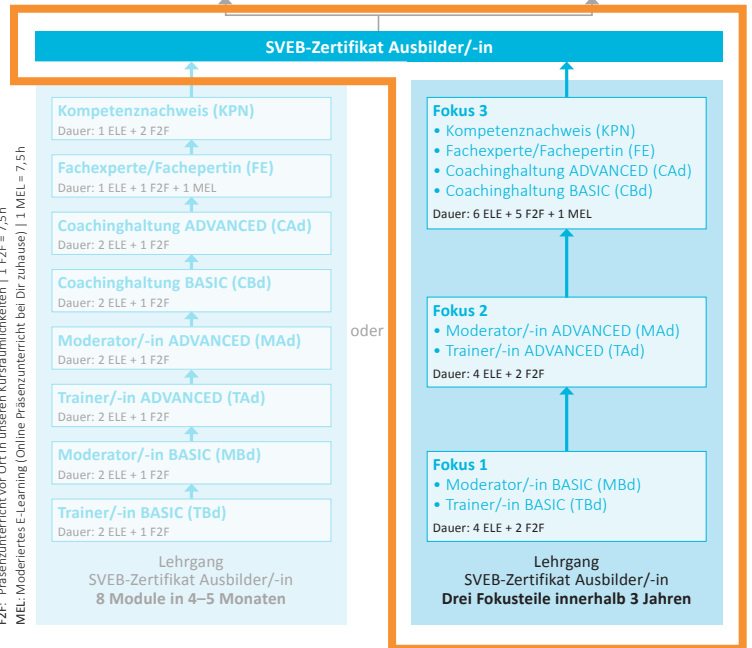 SVEB-Zertifikat Ausbilder/-in
Kompetenznachweis (KPN)
Dauer: 1 ELE + 2 F2F
Fachexperte/Fachepertin (FE)
Dauer: 1 ELE + 1 F2F + 1 MEL
Coachinghaltung ADVANCED (CAd)
Dauer: 2 ELE + 1 F2F
Coachinghaltung BASIC (CBd)
Dauer: 2 ELE + 1 F2F
Moderator/-in ADVANCED (MAd)
Dauer: 2 ELE + 1 F2F
Trainer/-in ADVANCED (TAd)
Dauer: 2 ELE + 1 F2F
Moderator/-in BASIC (MBd)
Dauer: 2 ELE + 1 F2F
Trainer/-in BASIC (TBd)
Dauer: 2 ELE + 1 F2F
Lehrgang
SVEB-Zertifikat Ausbilder/-in
8 Module in 4–5 Monaten
oder
Fokus 3
• Kompetenznachweis (KPN)
• Fachexperte/Fachepertin (FE)
• Coachinghaltung ADVANCED (CAd)
• Coachinghaltung BASIC (CBd)
Dauer: 6 ELE + 5 F2F + 1 MEL
Fokus 2
• Moderator/-in ADVANCED (MAd)
• Trainer/-in ADVANCED (TAd)
Dauer: 4 ELE + 2 F2F
Fokus 1
• Moderator/-in BASIC (MBd)
• Trainer/-in BASIC (TBd)
Dauer: 4 ELE + 2 F2F
Lehrgang
SVEB-Zertifikat Ausbilder/-in
Drei Fokusteile innerhalb 3 Jahren
F2F: Präsenzunterricht vor Ort in unseren Kursräumlichkeiten | 1 F2F = 7,5h
MEL: Moderiertes E-Learning (Online Präsenzunterricht bei Dir zuhause) | 1 MEL = 7,5h